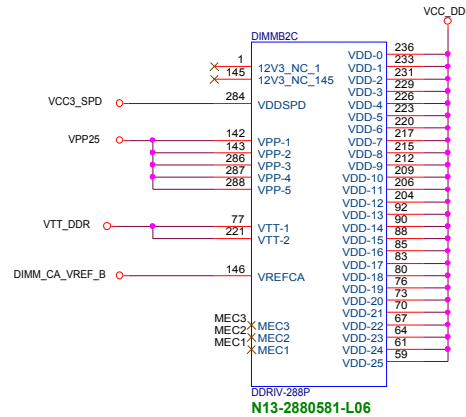 VCC_DD
DIMMB2C
1 12V3_NC_1
145 12V3_NC_145
VCC3_SPD 284 VDDSPD
VPP25 142 VPP-1
143 VPP-2
286 VPP-3
287 VPP-4
288 VPP-5
VTT_DDR 77 VTT-1
221 VTT-2
DIMM_CA_VREF_B 146 VREFCA
MEC3 MEC3
MEC2 MEC2
MEC1 MEC1
VDD-0 236
VDD-1 233
VDD-2 231
VDD-3 229
VDD-4 226
VDD-5 223
VDD-6 220
VDD-7 217
VDD-8 215
VDD-9 212
VDD-10 209
VDD-11 206
VDD-12 204
VDD-13 92
VDD-14 90
VDD-15 88
VDD-16 85
VDD-17 83
VDD-18 80
VDD-19 76
VDD-20 73
VDD-21 70
VDD-22 67
VDD-23 64
VDD-24 61
VDD-25 59
DDRIV-288P
N13-2880581-L06